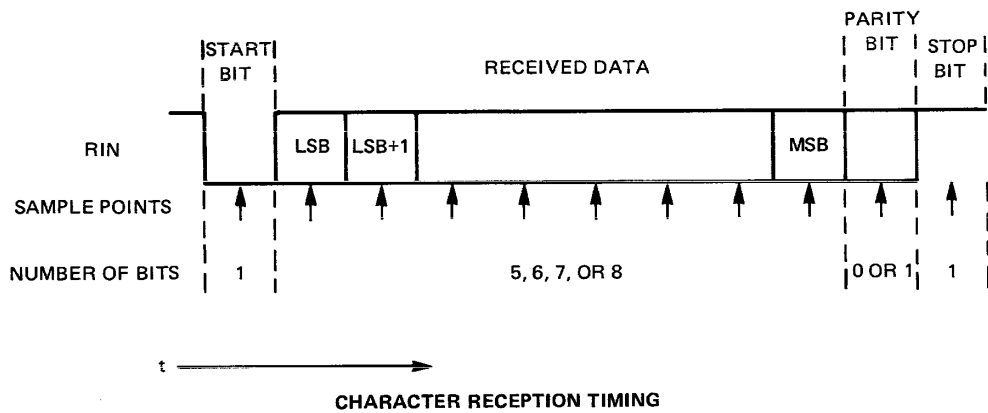 START BIT
RECEIVED DATA
PARITY BIT
STOP BIT
RIN
LSB
LSB+1
MSB
SAMPLE POINTS
NUMBER OF BITS
1
5, 6, 7, OR 8
0 OR 1
1
t
CHARACTER RECEPTION TIMING